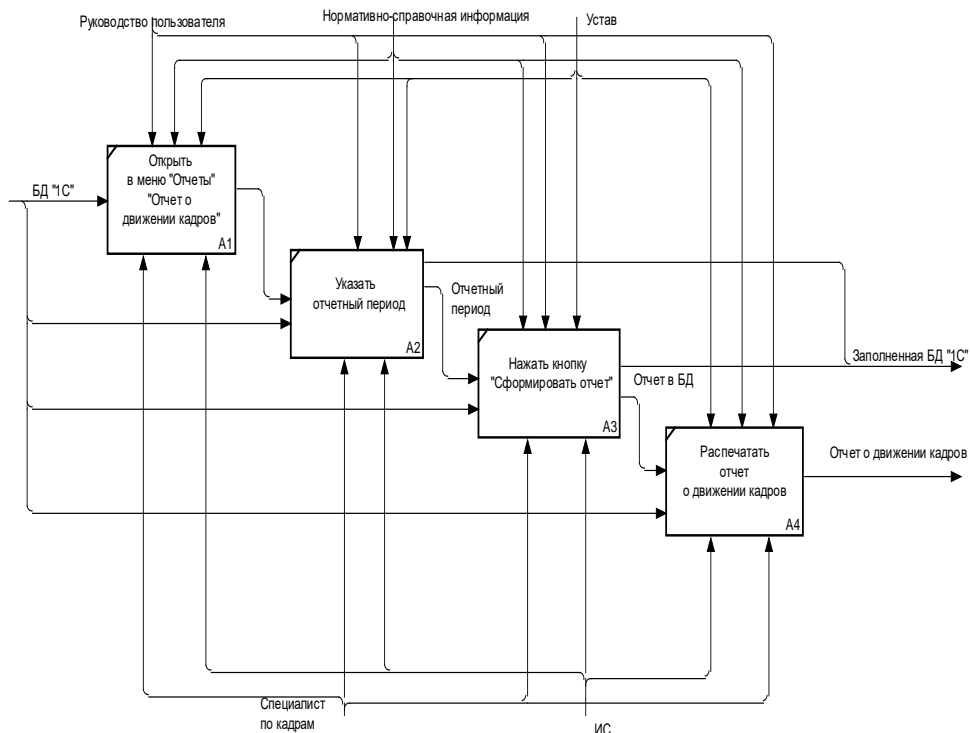 Руководство пользователя
Нормативно-справочная информация
Устав
БД "1С"
Открыть
в меню "Отчеты"
"Отчет о
движении кадров"
А1
Указать
отчетный период
А2
Отчетный
период
Нажать кнопку
"Сформировать отчет"
А3
Заполненная БД "1С"
Отчет в БД
Распечатать
отчет
о движении кадров
А4
Отчет о движении кадров
Специалист
по кадрам
ИС